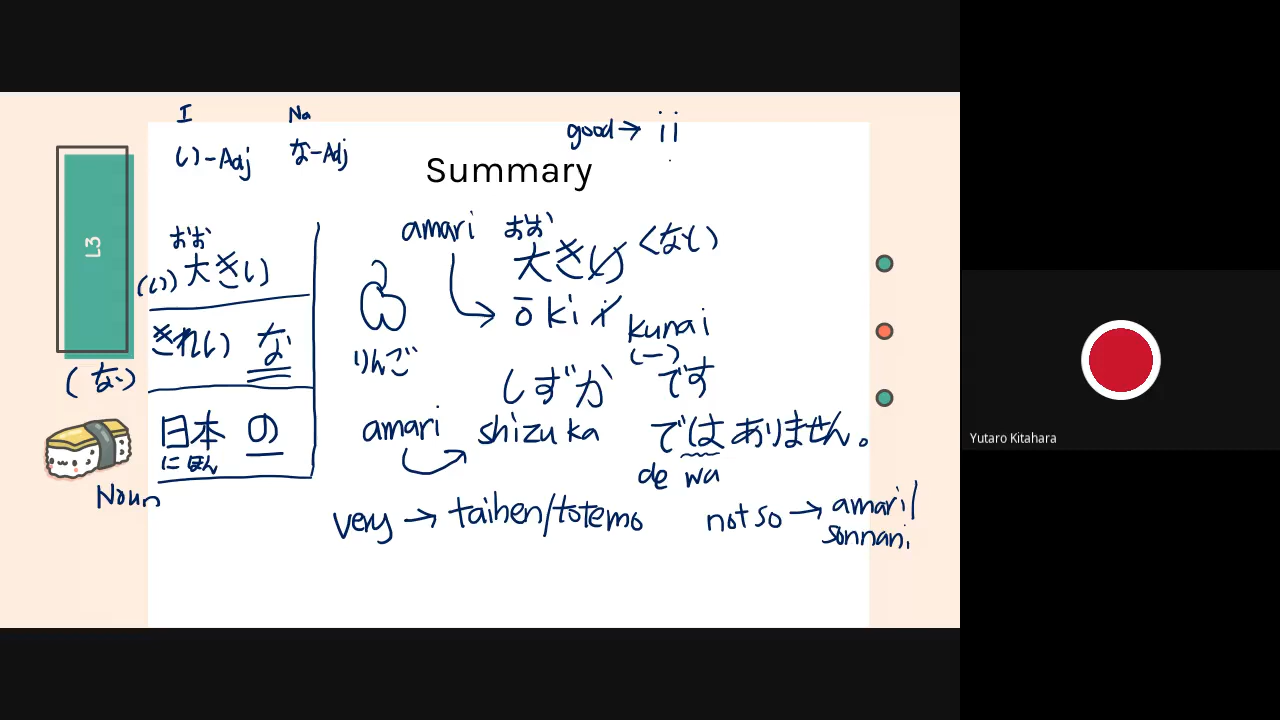 I Na
い-Adj な-Adj
good → ii
Summary
L3
おお
(い) 大きい
きれい な
(な)
日本 の
にほん
Noun
りんご
amari おお
大きい くない
ōkii kunai
(ー)
しずか です
amari shizuka ではありません。
de wa
very → taihen/totemo
not so → amari/
sonnani
Yutaro Kitahara